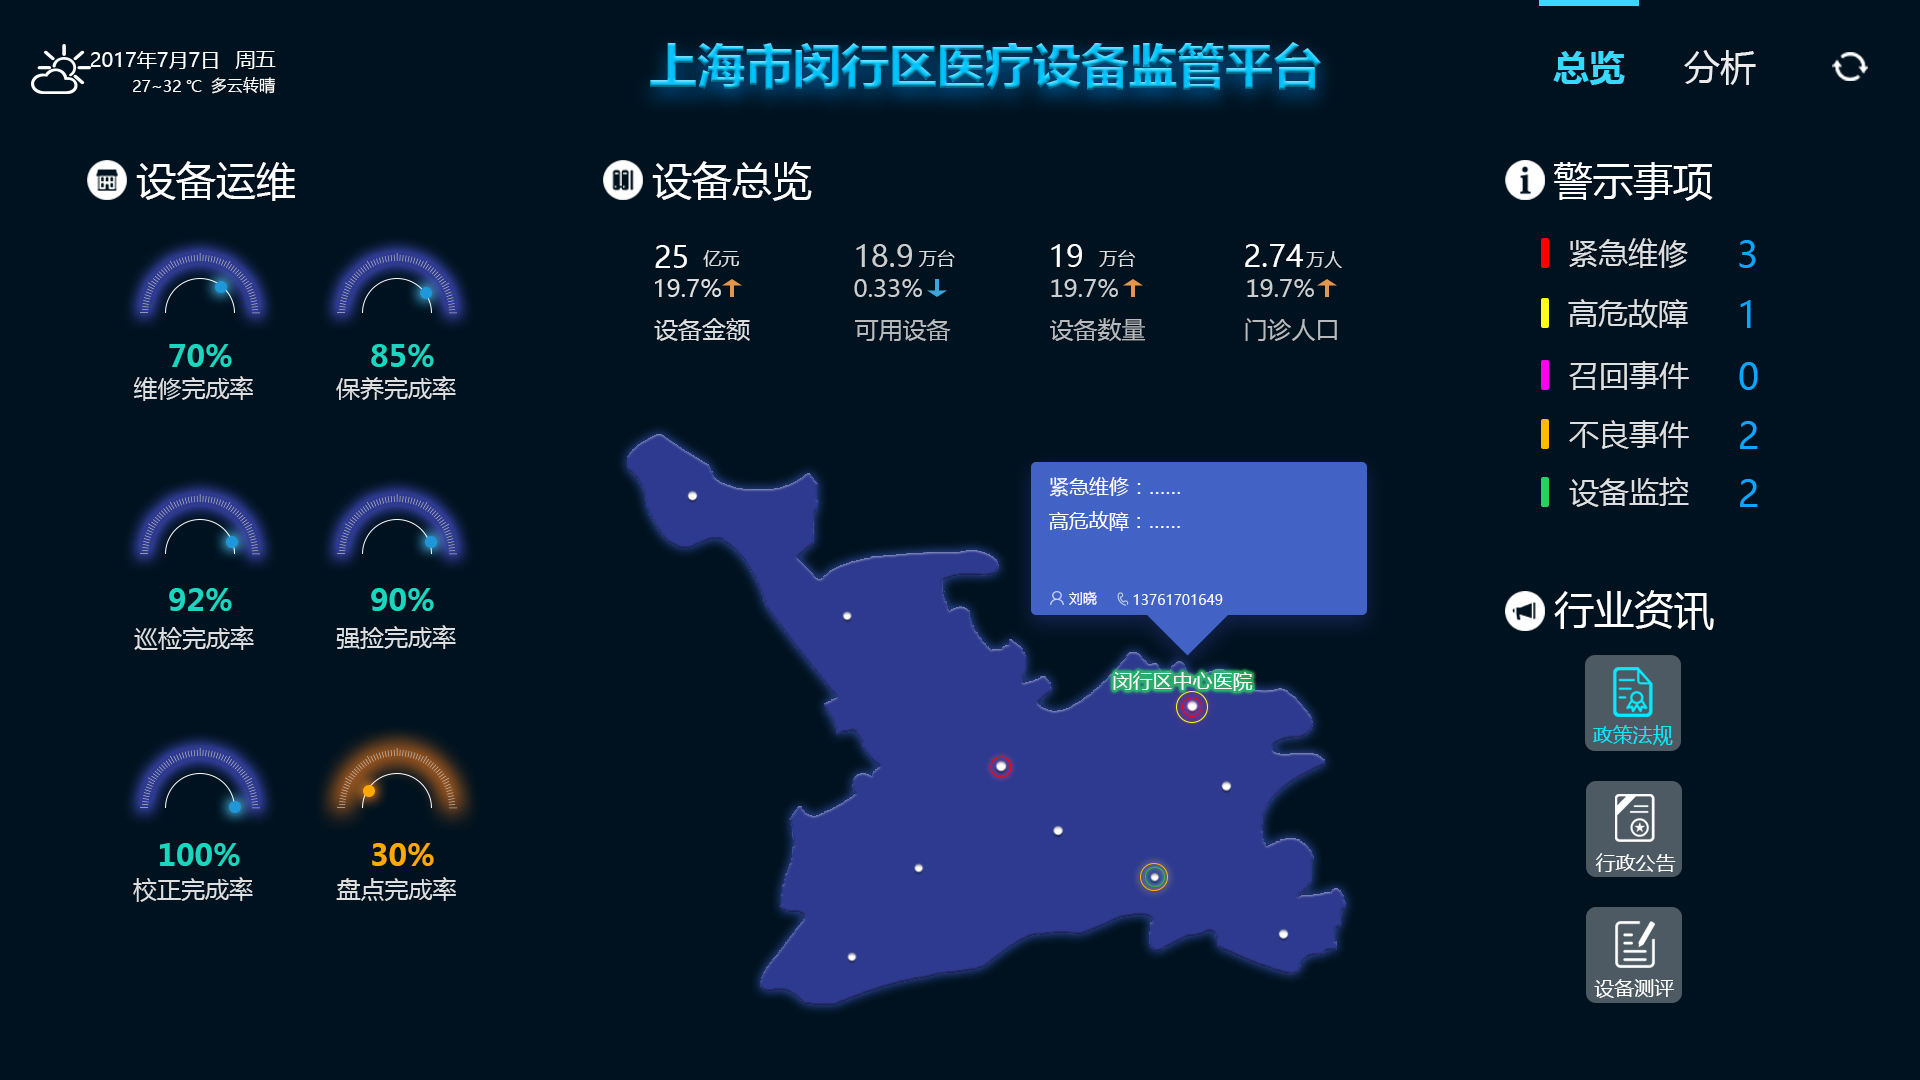 2017年7月7日 周五
27~32 ℃ 多云转晴
上海市闵行区医疗设备监管平台
总览
分析
设备运维
70%
维修完成率
85%
保养完成率
92%
巡检完成率
90%
强捡完成率
100%
校正完成率
30%
盘点完成率
设备总览
25 亿元
19.7%
设备金额
18.9 万台
0.33%
可用设备
19 万台
19.7%
设备数量
2.74 万人
19.7%
门诊人口
紧急维修：......
高危故障：......
刘晓 13761701649
闵行区中心医院
警示事项
紧急维修 3
高危故障 1
召回事件 0
不良事件 2
设备监控 2
行业资讯
政策法规
行政公告
设备测评